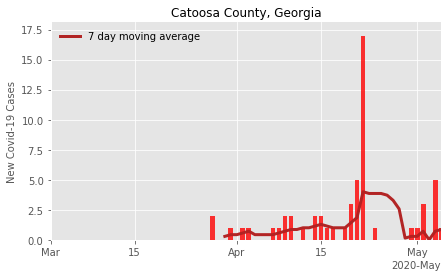 Catoosa County, Georgia
7 day moving average
New Covid-19 Cases
17.5
15.0
12.5
10.0
7.5
5.0
2.5
0.0
Mar 15 Apr 15 May
2020-May